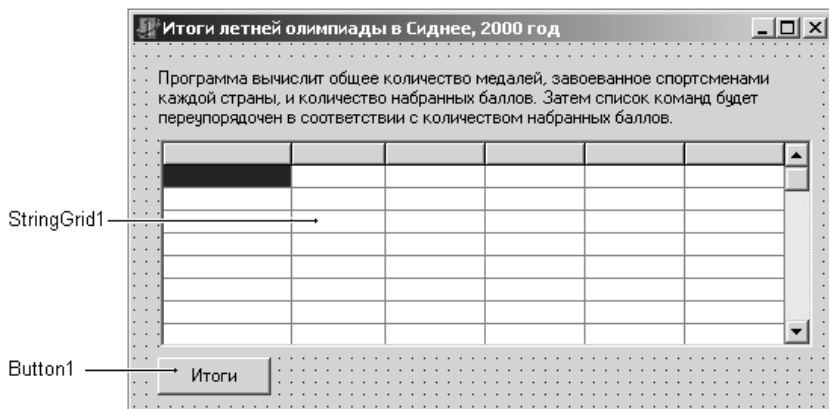 Итоги летней олимпиады в Сиднее, 2000 год
Программа вычислит общее количество медалей, завоеванное спортсменами
каждой страны, и количество набранных баллов. Затем список команд будет
переупорядочен в соответствии с количеством набранных баллов.
StringGrid1
Button1
Итоги